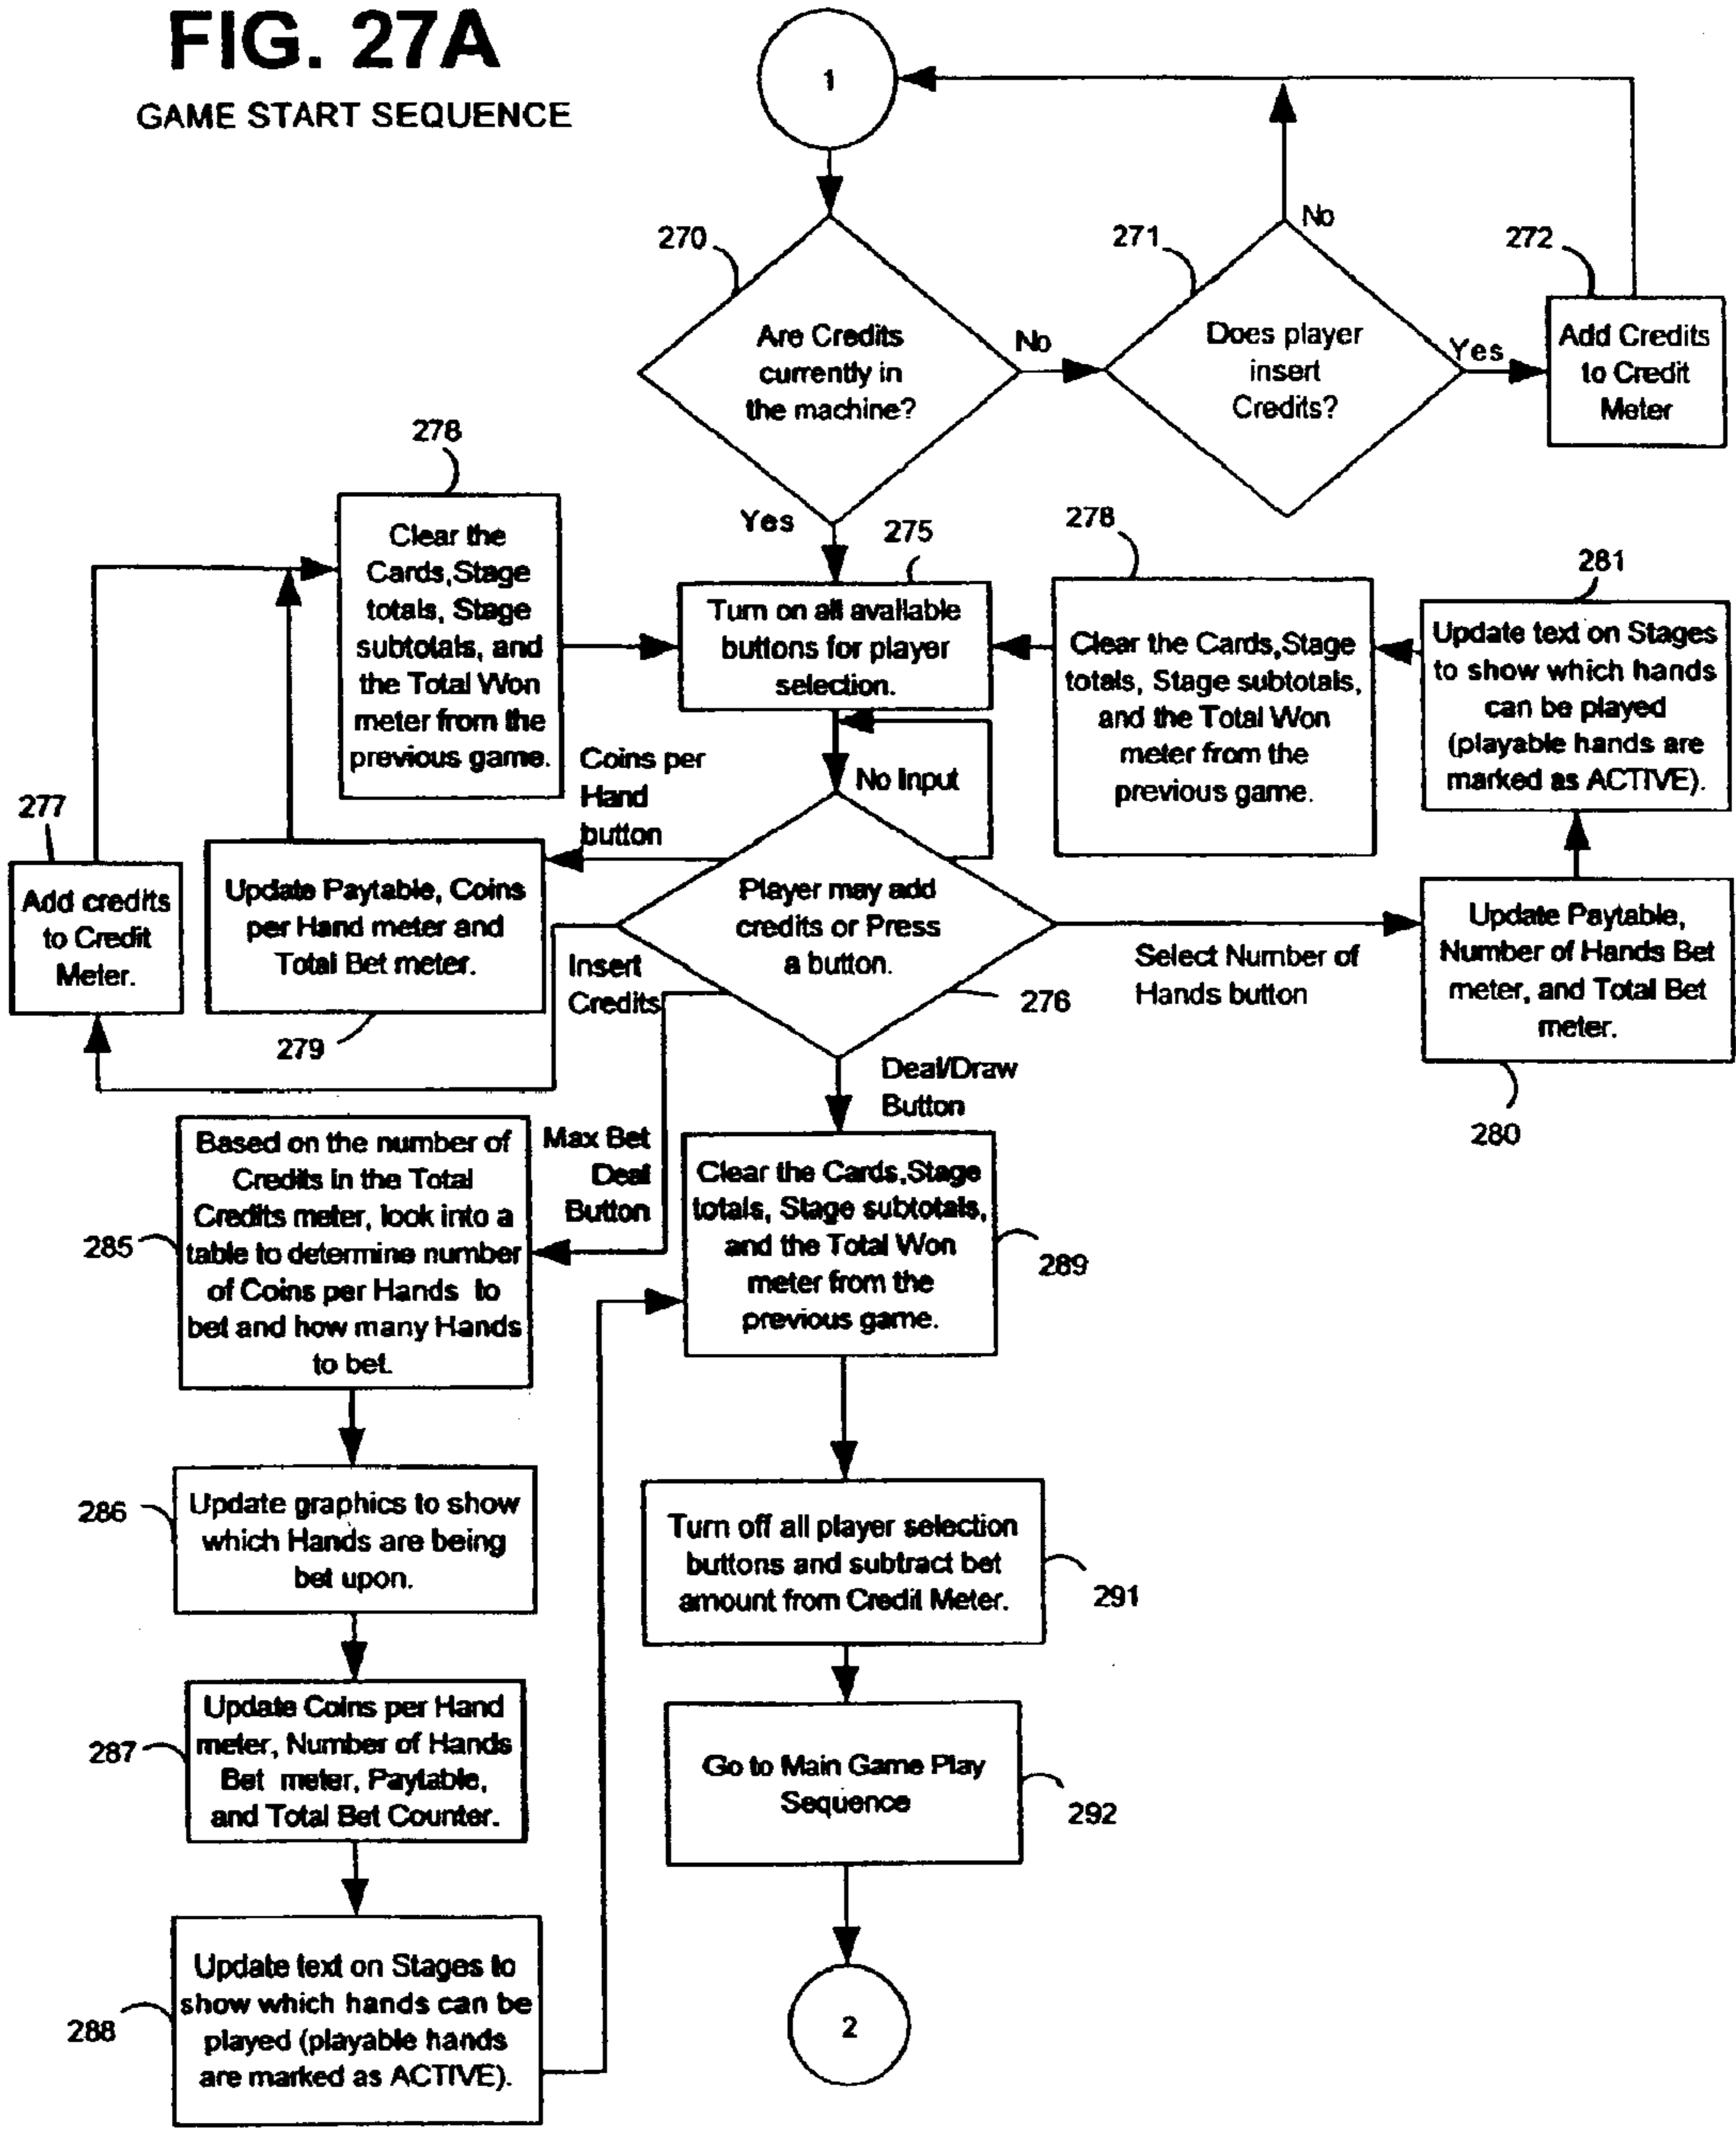 FIG. 27A
GAME START SEQUENCE
1
270
Are Credits
currently in
the machine?
No
271
Does player
insert
Credits?
No
Yes
272
Add Credits
to Credit
Meter
Yes
278
Clear the
Cards,Stage
totals, Stage
subtotals, and
the Total Won
meter from the
previous game.
275
Turn on all available
buttons for player
selection.
278
Clear the Cards,Stage
totals, Stage subtotals,
and the Total Won
meter from the
previous game.
281
Update text on Stages
to show which hands
can be played
(playable hands are
marked as ACTIVE).
277
Add credits
to Credit
Meter.
Coins per
Hand
button
Update Paytable, Coins
per Hand meter and
Total Bet meter.
279
No Input
Player may add
credits or Press
a button.
276
Insert
Credits
Select Number of
Hands button
Update Paytable,
Number of Hands Bet
meter, and Total Bet
meter.
280
Deal/Draw
Button
Max Bet
Deal
Button
285
Based on the number of
Credits in the Total
Credits meter, look into a
table to determine number
of Coins per Hands to
bet and how many Hands
to bet.
Clear the Cards,Stage
totals, Stage subtotals,
and the Total Won
meter from the
previous game.
289
286
Update graphics to show
which Hands are being
bet upon.
Turn off all player selection
buttons and subtract bet
amount from Credit Meter.
291
287
Update Coins per Hand
meter, Number of Hands
Bet meter, Paytable,
and Total Bet Counter.
Go to Main Game Play
Sequence
292
288
Update text on Stages to
show which hands can be
played (playable hands
are marked as ACTIVE).
2